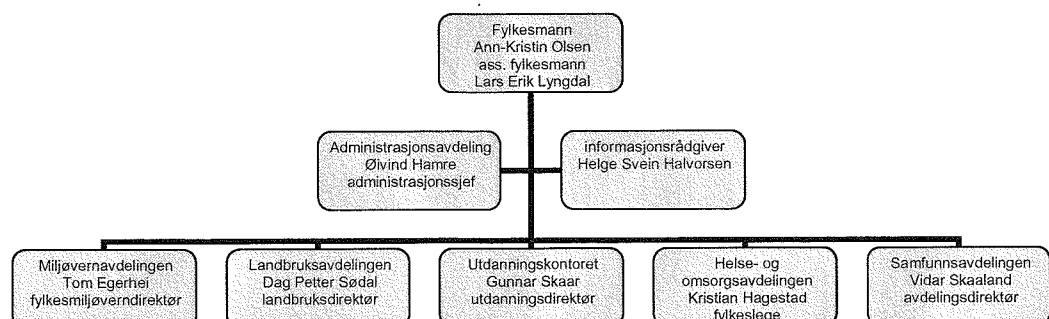 Fylkesmann
Ann-Kristin Olsen
ass. fylkesmann
Lars Erik Lyngdal
Administrasjonsavdeling
Øivind Hamre
administrasjonssjef
informasjonsrådgiver
Helge Svein Halvorsen
Miljøvernavdelingen
Tom Egerhei
fylkesmiljøverndirektør
Landbruksavdelingen
Dag Petter Sødal
landbruksdirektør
Utdanningskontoret
Gunnar Skaar
utdanningsdirektør
Helse- og
omsorgsavdelingen
Kristian Hagestad
fylkeslege
Samfunnsavdelingen
Vidar Skaaland
avdelingsdirektør